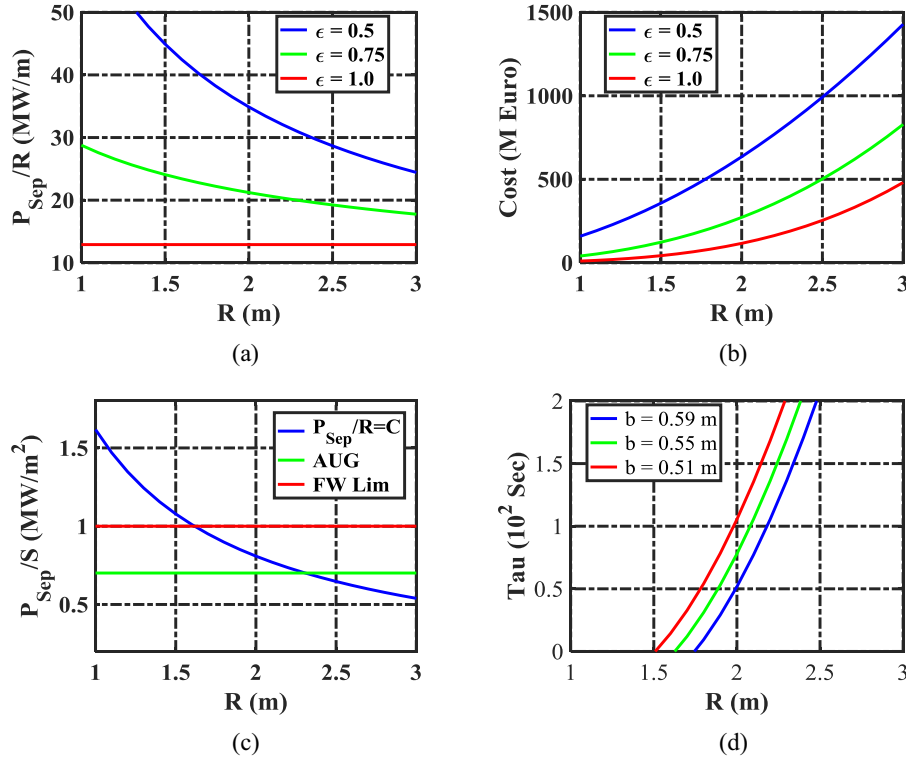 50
40
30
20
10
P_Sep/R (MW/m)
ϵ = 0.5
ϵ = 0.75
ϵ = 1.0
1 1.5 2 2.5 3
R (m)
(a)
1500
1000
500
0
Cost (M Euro)
ϵ = 0.5
ϵ = 0.75
ϵ = 1.0
1 1.5 2 2.5 3
R (m)
(b)
1.5
1
0.5
P_Sep/S (MW/m²)
P_Sep/R=C
AUG
FW Lim
1 1.5 2 2.5 3
R (m)
(c)
2
1.5
1
0.5
0
Tau (10² Sec)
b = 0.59 m
b = 0.55 m
b = 0.51 m
1 1.5 2 2.5 3
R (m)
(d)